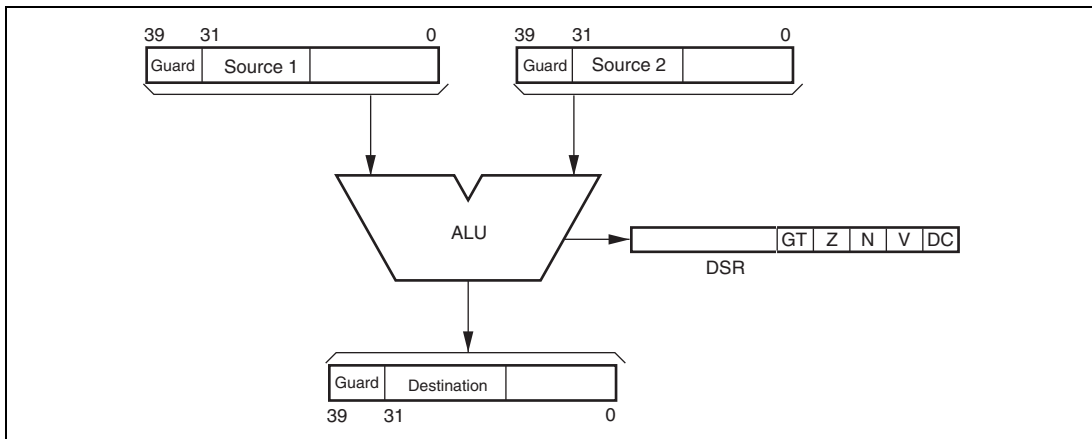 39 31 0
Guard Source 1
39 31 0
Guard Source 2
ALU
GT Z N V DC
DSR
Guard Destination
39 31 0